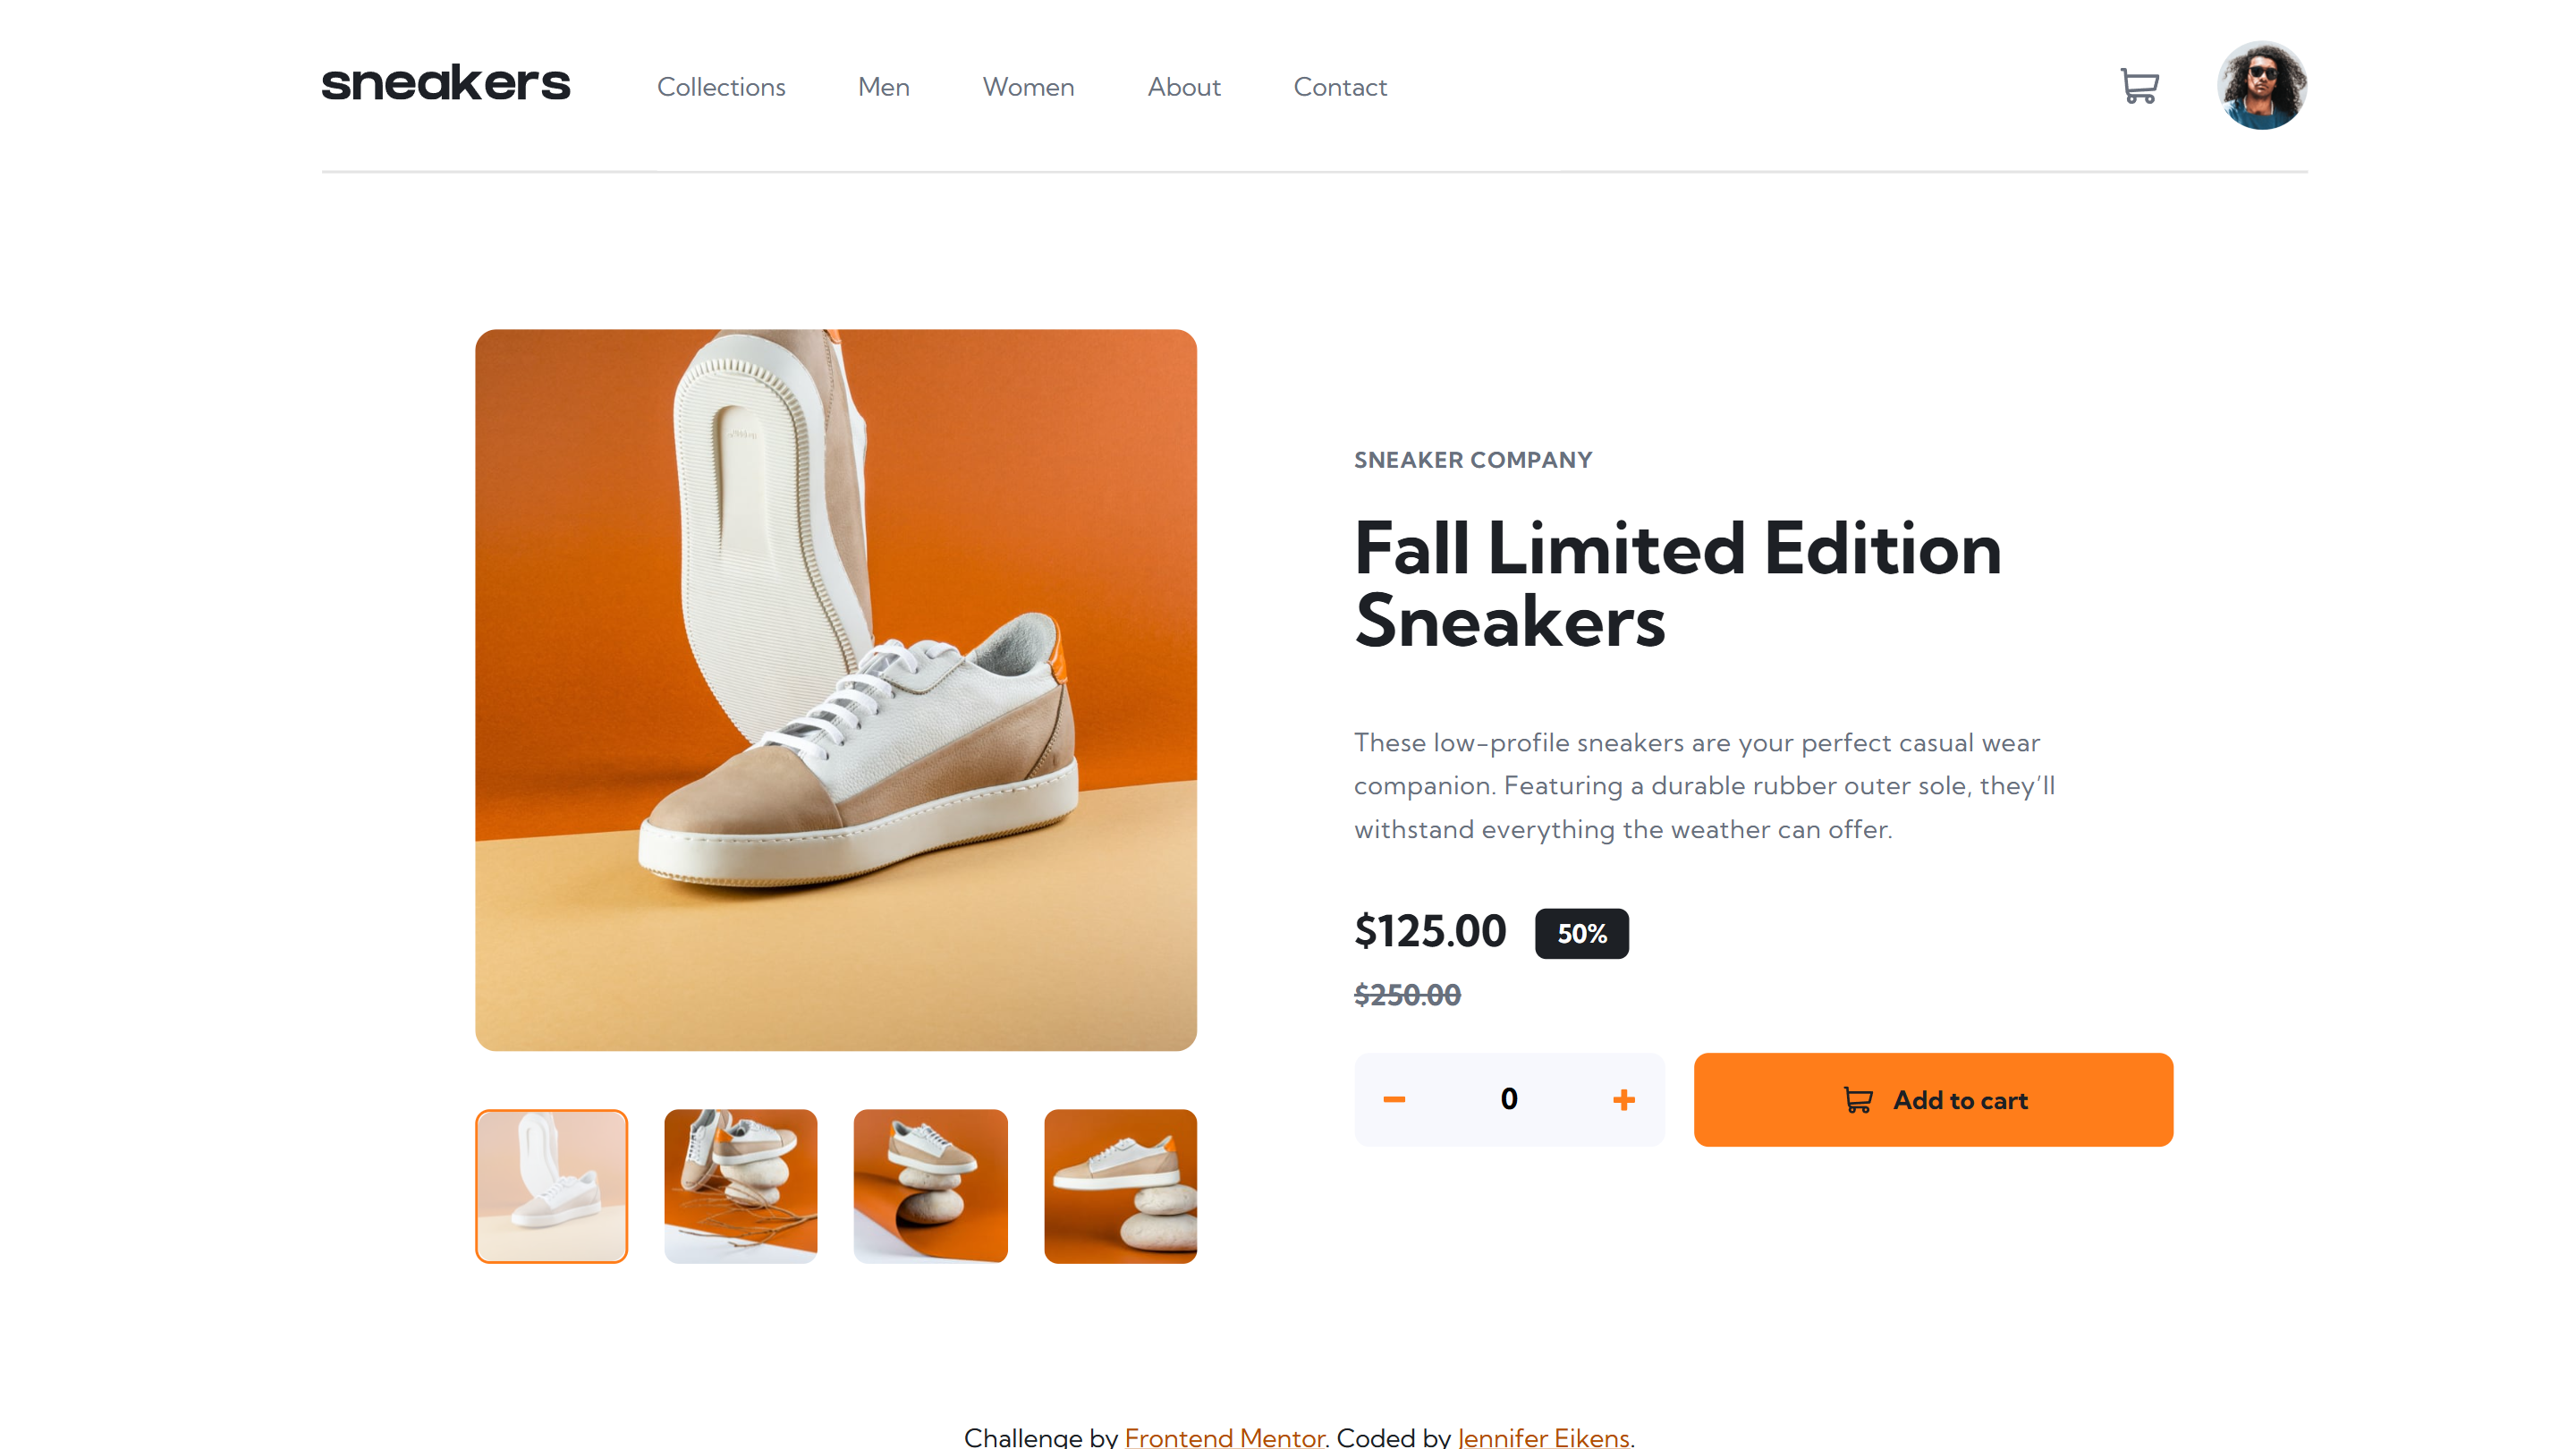 sneakers
Collections
Men
Women
About
Contact
SNEAKER COMPANY
Fall Limited Edition
Sneakers
These low-profile sneakers are your perfect casual wear
companion. Featuring a durable rubber outer sole, they’ll
withstand everything the weather can offer.
$125.00
50%
$250.00
0
Add to cart
Challenge by Frontend Mentor. Coded by Jennifer Eikens.